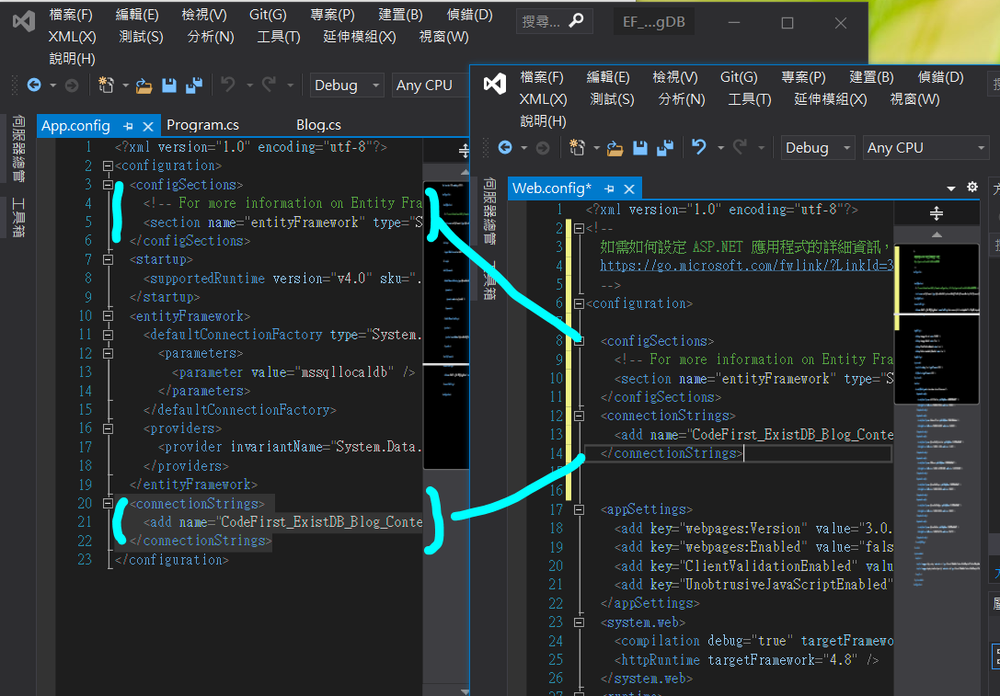 檔案(F) 編輯(E) 檢視(V) Git(G) 專案(P) 建置(B) 偵錯(D)
XML(X) 測試(S) 分析(N) 工具(T) 延伸模組(X) 視窗(W)
說明(H)
搜尋...
EF_...gDB
Debug Any CPU
伺服器總管
工具箱
App.config Program.cs Blog.cs
1 <?xml version="1.0" encoding="utf-8"?>
2 <configuration>
3 <configSections>
4 <!-- For more information on Entity Fra
5 <section name="entityFramework" type="S
6 </configSections>
7 <startup>
8 <supportedRuntime version="v4.0" sku=".
9 </startup>
10 <entityFramework>
11 <defaultConnectionFactory type="System.
12 <parameters>
13 <parameter value="mssqllocaldb" />
14 </parameters>
15 </defaultConnectionFactory>
16 <providers>
17 <provider invariantName="System.Data.
18 </providers>
19 </entityFramework>
20 <connectionStrings>
21 <add name="CodeFirst_ExistDB_Blog_Conte
22 </connectionStrings>
23 </configuration>
檔案(F) 編輯(E) 檢視(V) Git(G) 專案(P) 建置(B) 偵錯(D)
XML(X) 測試(S) 分析(N) 工具(T) 延伸模組(X) 視窗(W)
說明(H)
Debug Any CPU
伺服器總管
工具箱
Web.config*
1 <?xml version="1.0" encoding="utf-8"?>
2 <!--
3 如需如何設定 ASP.NET 應用程式的詳細資訊，
4 https://go.microsoft.com/fwlink/?LinkId=3
5 -->
6 <configuration>
8 <configSections>
9 <!-- For more information on Entity Fra
10 <section name="entityFramework" type="S
11 </configSections>
12 <connectionStrings>
13 <add name="CodeFirst_ExistDB_Blog_Conte
14 </connectionStrings>
16
17 <appSettings>
18 <add key="webpages:Version" value="3.0.
19 <add key="webpages:Enabled" value="fals
20 <add key="ClientValidationEnabled" valu
21 <add key="UnobtrusiveJavaScriptEnabled"
22 </appSettings>
23 <system.web>
24 <compilation debug="true" targetFramewo
25 <httpRuntime targetFramework="4.8" />
26 </system.web>
27 <runtime>